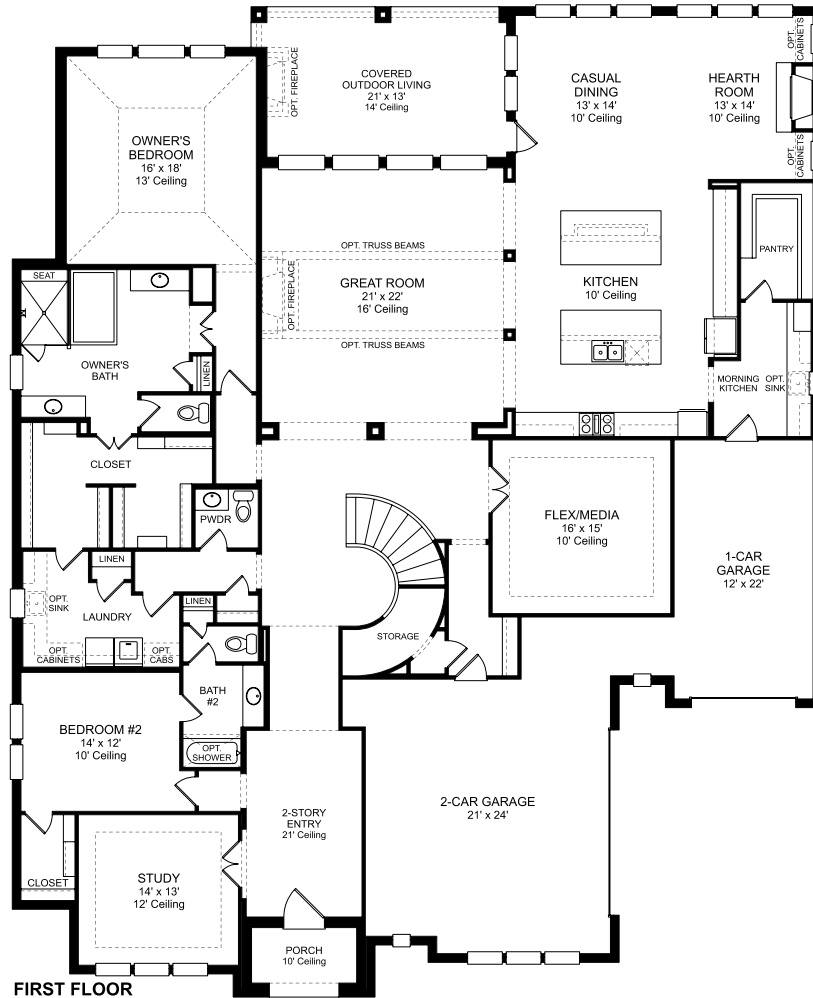 OPT. CABINETS
OPT. FIREPLACE
COVERED
OUTDOOR LIVING
21' x 13'
14' Ceiling
CASUAL
DINING
13' x 14'
10' Ceiling
HEARTH
ROOM
13' x 14'
10' Ceiling
OPT. CABINETS
OWNER'S
BEDROOM
16' x 18'
13' Ceiling
OPT. TRUSS BEAMS
PANTRY
SEAT
OPT. FIREPLACE
GREAT ROOM
21' x 22'
16' Ceiling
KITCHEN
10' Ceiling
OPT. TRUSS BEAMS
OWNER'S
BATH
LINEN
MORNING
KITCHEN
OPT.
SINK
CLOSET
PWDR
FLEX/MEDIA
16' x 15'
10' Ceiling
1-CAR
GARAGE
12' x 22'
LINEN
OPT.
SINK
LAUNDRY
LINEN
STORAGE
OPT.
CABINETS
OPT.
CABS
BATH
#2
BEDROOM #2
14' x 12'
10' Ceiling
OPT.
SHOWER
2-STORY
ENTRY
21' Ceiling
2-CAR GARAGE
21' x 24'
CLOSET
STUDY
14' x 13'
12' Ceiling
PORCH
10' Ceiling
FIRST FLOOR